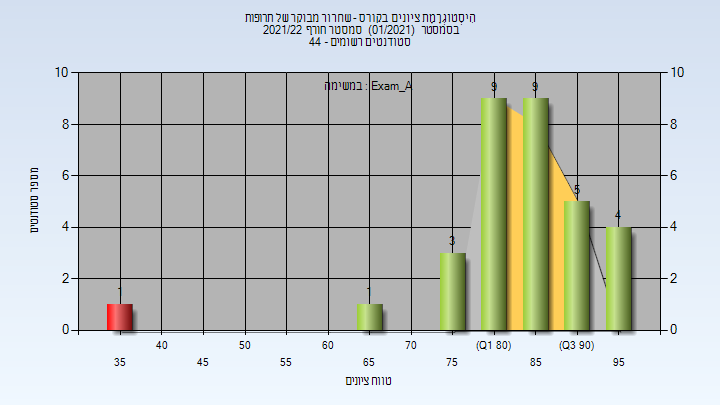 היסטוגרמת ציונים בקורס - שחרור מבוקר של תרופות
בסמסטר (01/2021) סמסטר חורף 2021/22
סטודנטים רשומים - 44
במשימה : Exam_A
מספר סטודנטים
10 10
8 8
6 6
4 4
2 2
0 0
1 1 3 9 9 5 4
40 50 60 70 (Q1 80) (Q3 90)
35 45 55 65 75 85 95
טווח ציונים